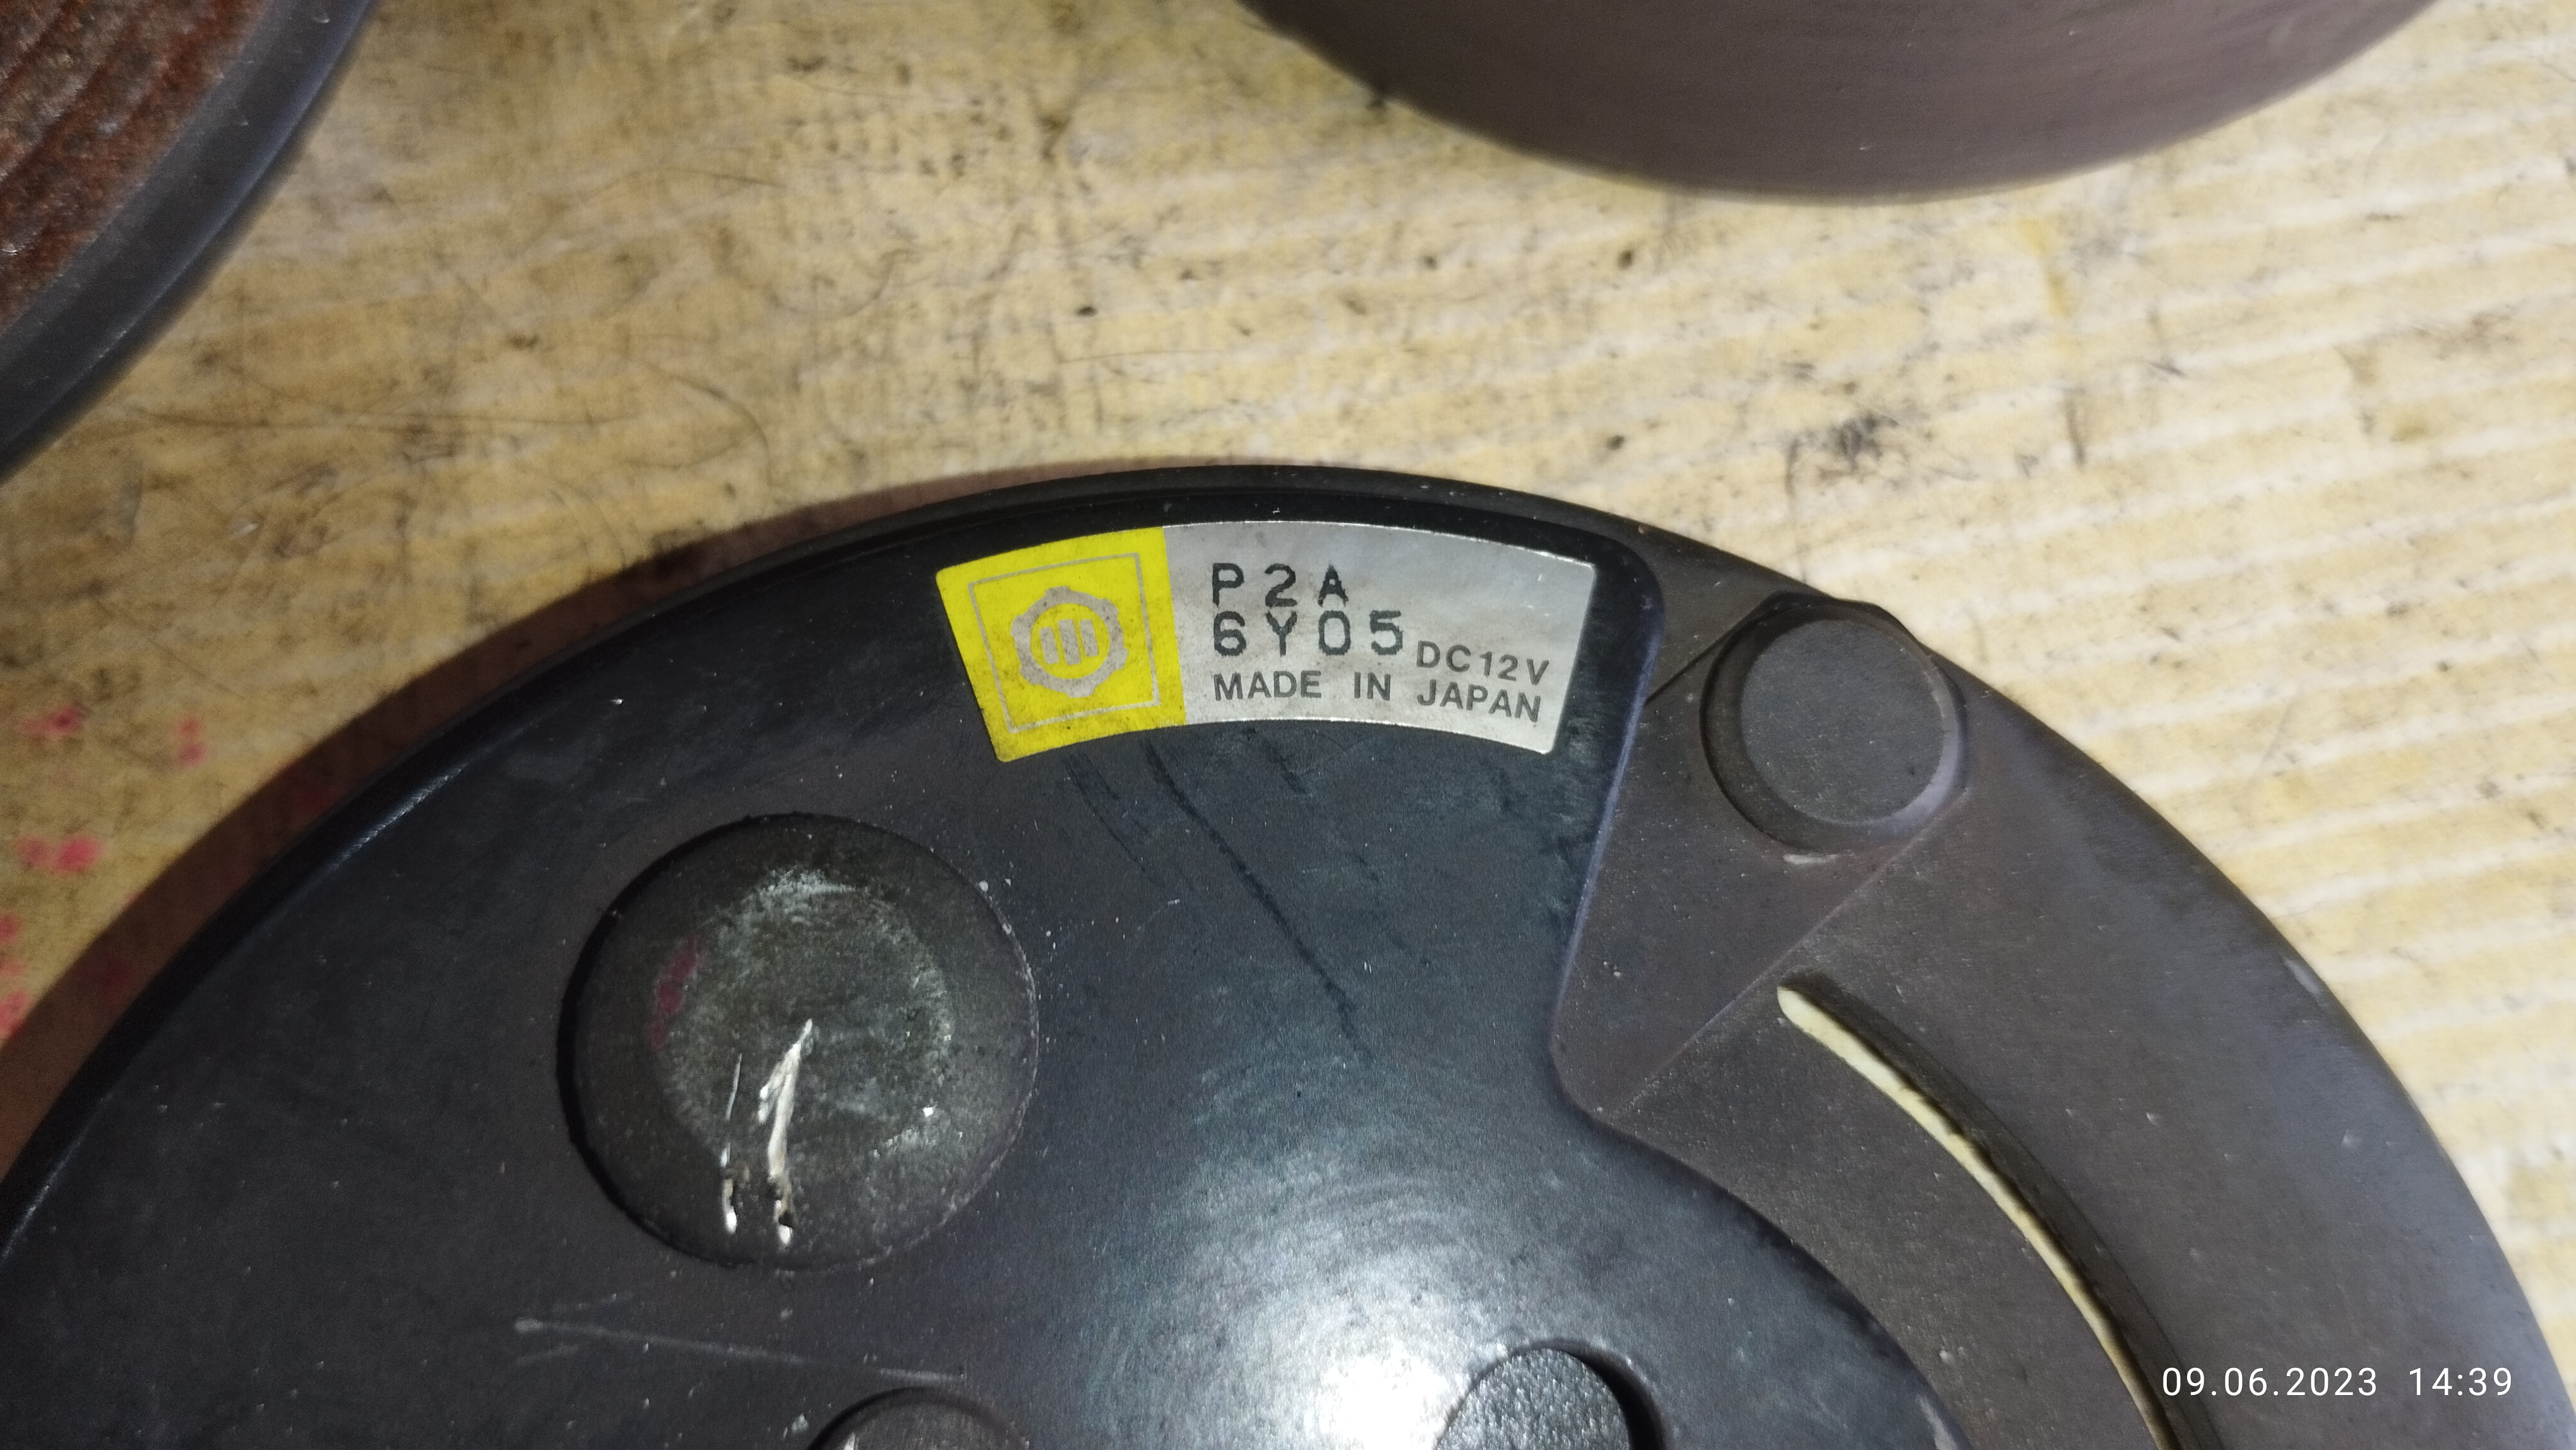 P2A
6Y05 DC12V
MADE IN JAPAN
09.06.2023 14:39